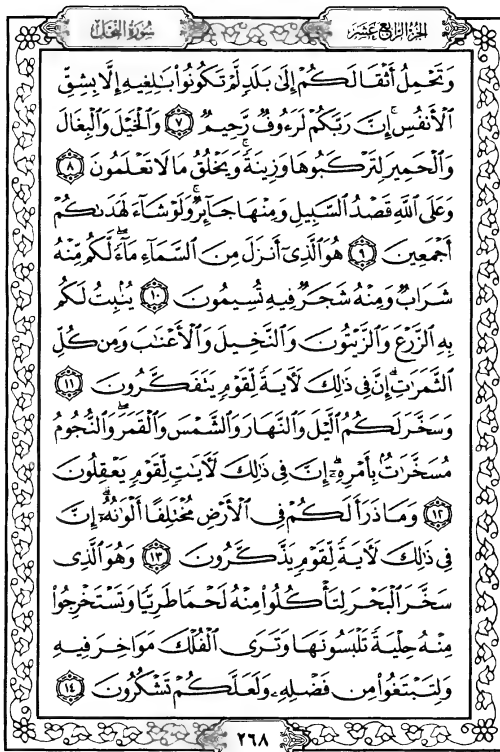 الجزء الرابع عشر
سورة النحل
وَتَحْمِلُ أَثْقَالَكُمْ إِلَىٰ بَلَدٍ لَّمْ تَكُونُوا۟ بَٰلِغِيهِ إِلَّا بِشِقِّ
ٱلْأَنفُسِ ۚ إِنَّ رَبَّكُمْ لَرَءُوفٌ رَّحِيمٌ ٧ وَٱلْخَيْلَ وَٱلْبِغَالَ
وَٱلْحَمِيرَ لِتَرْكَبُوهَا وَزِينَةً ۚ وَيَخْلُقُ مَا لَا تَعْلَمُونَ ٨
وَعَلَى ٱللَّهِ قَصْدُ ٱلسَّبِيلِ وَمِنْهَا جَآئِرٌ ۚ وَلَوْ شَآءَ لَهَدَىٰكُمْ
أَجْمَعِينَ ٩ هُوَ ٱلَّذِىٓ أَنزَلَ مِنَ ٱلسَّمَآءِ مَآءً ۖ لَّكُم مِّنْهُ
شَرَابٌ وَمِنْهُ شَجَرٌ فِيهِ تُسِيمُونَ ١٠ يُنۢبِتُ لَكُم
بِهِ ٱلزَّرْعَ وَٱلزَّيْتُونَ وَٱلنَّخِيلَ وَٱلْأَعْنَٰبَ وَمِن كُلِّ
ٱلثَّمَرَٰتِ ۗ إِنَّ فِى ذَٰلِكَ لَءَايَةً لِّقَوْمٍ يَتَفَكَّرُونَ ١١
وَسَخَّرَ لَكُمُ ٱلَّيْلَ وَٱلنَّهَارَ وَٱلشَّمْسَ وَٱلْقَمَرَ ۖ وَٱلنُّجُومُ
مُسَخَّرَٰتٌۢ بِأَمْرِهِۦٓ ۗ إِنَّ فِى ذَٰلِكَ لَءَايَٰتٍ لِّقَوْمٍ يَعْقِلُونَ
١٢ وَمَا ذَرَأَ لَكُمْ فِى ٱلْأَرْضِ مُخْتَلِفًا أَلْوَٰنُهُۥٓ ۗ إِنَّ
فِى ذَٰلِكَ لَءَايَةً لِّقَوْمٍ يَذَّكَّرُونَ ١٣ وَهُوَ ٱلَّذِى
سَخَّرَ ٱلْبَحْرَ لِتَأْكُلُوا۟ مِنْهُ لَحْمًا طَرِيًّا وَتَسْتَخْرِجُوا۟
مِنْهُ حِلْيَةً تَلْبَسُونَهَا وَتَرَى ٱلْفُلْكَ مَوَاخِرَ فِيهِ
وَلِتَبْتَغُوا۟ مِن فَضْلِهِۦ وَلَعَلَّكُمْ تَشْكُرُونَ ١٤
٢٦٨